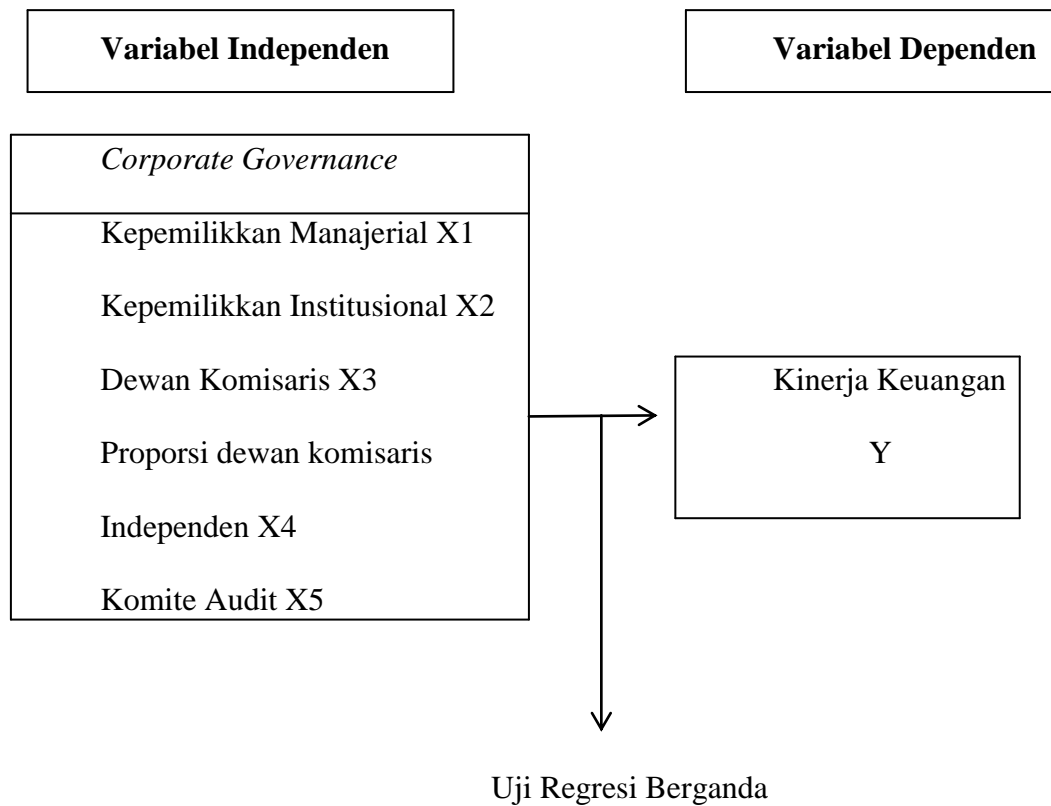 Variabel Independen
Variabel Dependen
Corporate Governance
Kepemilikkan Manajerial X1
Kepemilikkan Institusional X2
Dewan Komisaris X3
Proporsi dewan komisaris
Independen X4
Komite Audit X5
Kinerja Keuangan
Y
Uji Regresi Berganda